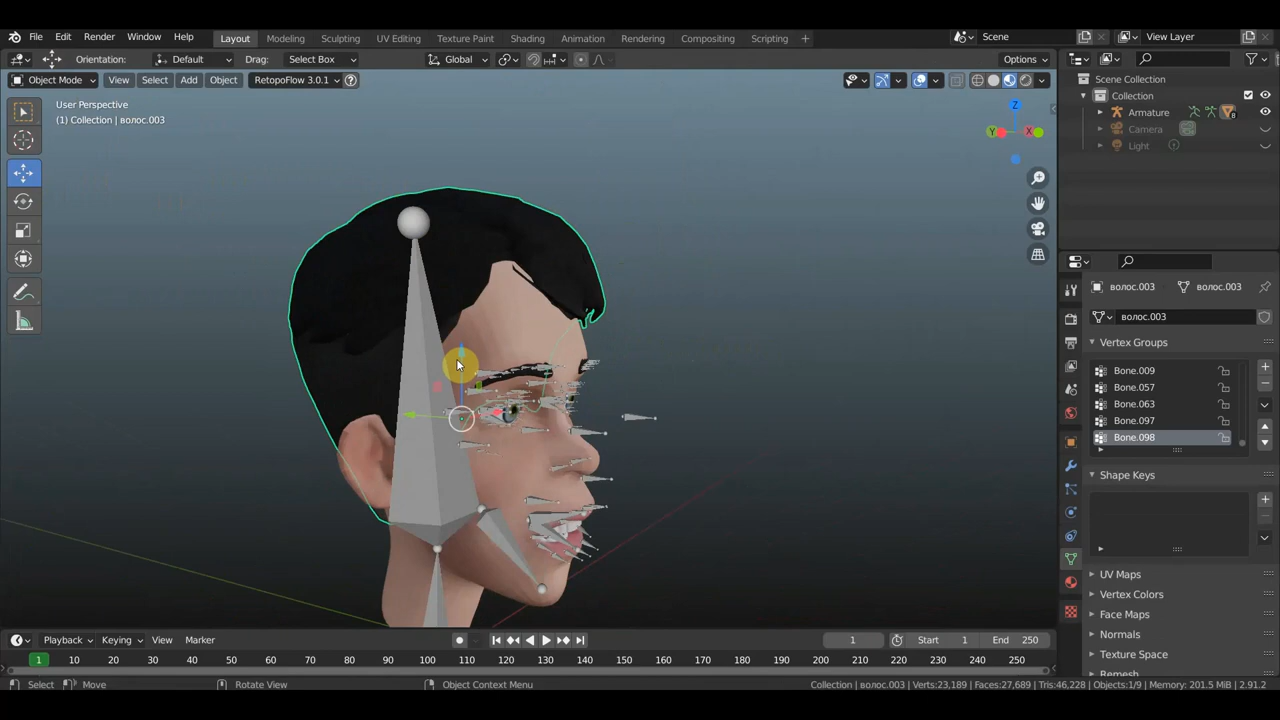 File Edit Render Window Help Layout Modeling Sculpting UV Editing Texture Paint Shading Animation Rendering Compositing Scripting + Scene View Layer
Orientation: Default Drag: Select Box Global Options
Object Mode View Select Add Object RetopoFlow 3.0.1
User Perspective
(1) Collection | волос.003
Z
Y X
Scene Collection
Collection
Armature
8
Camera
Light
волос.003 волос.003
волос.003
Vertex Groups
Bone.009
Bone.057
Bone.063
Bone.097
Bone.098
Shape Keys
UV Maps
Vertex Colors
Face Maps
Normals
Texture Space
Remesh
Playback Keying View Marker 1 Start 1 End 250
1 10 20 30 40 50 60 70 80 90 100 110 120 130 140 150 160 170 180 190 200 210 220 230 240 250
Select Move Rotate View Object Context Menu Collection | волос.003 | Verts:23,189 | Faces:27,689 | Tris:46,228 | Objects:1/9 | Memory: 201.5 MiB | 2.91.2